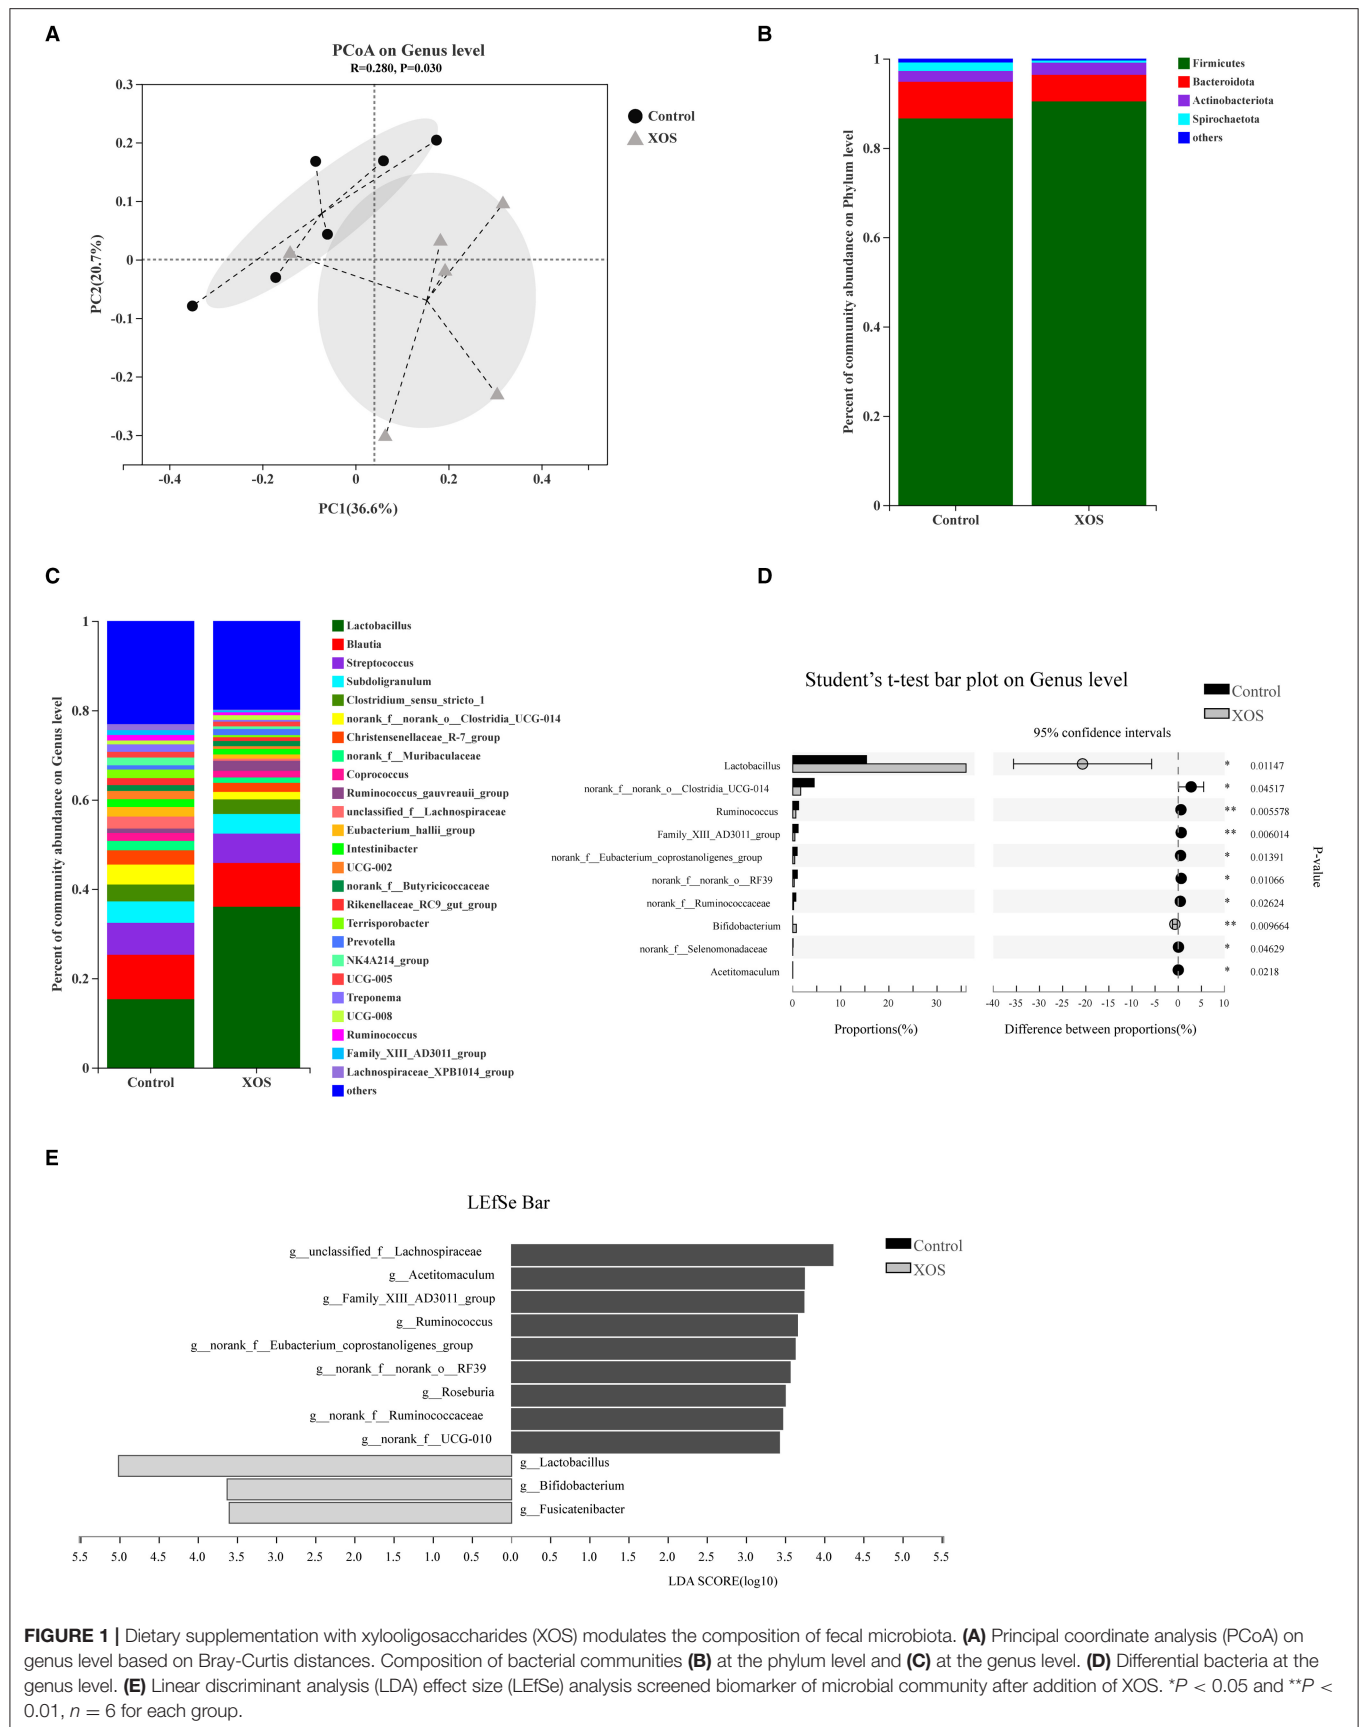 A
PCoA on Genus level
R=0.280, P=0.030
0.3
0.2
0.1
0
-0.1
-0.2
-0.3
PC2(20.7%)
-0.4
-0.2
0
0.2
0.4
PC1(36.6%)
Control
XOS
B
Percent of community abundance on Phylum level
1
0.8
0.6
0.4
0.2
0
Control
XOS
Firmicutes
Bacteroidota
Actinobacteriota
Spirochaetota
others
C
Percent of community abundance on Genus level
1
0.8
0.6
0.4
0.2
0
Control
XOS
Lactobacillus
Blautia
Streptococcus
Subdoligranulum
Clostridium_sensu_stricto_1
norank_f__norank_o__Clostridia_UCG-014
Christensenellaceae_R-7_group
norank_f__Muribaculaceae
Coprococcus
Ruminococcus_gauvreauii_group
unclassified_f__Lachnospiraceae
Eubacterium_hallii_group
Intestinibacter
UCG-002
norank_f__Butyricicoccaceae
Rikenellaceae_RC9_gut_group
Terrisporobacter
Prevotella
NK4A214_group
UCG-005
Treponema
UCG-008
Ruminococcus
Family_XIII_AD3011_group
Lachnospiraceae_XPB1014_group
others
D
Student's t-test bar plot on Genus level
Control
XOS
95% confidence intervals
Lactobacillus * 0.01147
norank_f__norank_o__Clostridia_UCG-014 * 0.04517
Ruminococcus ** 0.005578
Family_XIII_AD3011_group ** 0.006014
norank_f__Eubacterium_coprostanoligenes_group * 0.01391
norank_f__norank_o__RF39 * 0.01066
norank_f__Ruminococcaceae * 0.02624
Bifidobacterium ** 0.009664
norank_f__Selenomonadaceae * 0.04629
Acetitomaculum * 0.0218
P-value
0 10 20 30
-40 -35 -30 -25 -20 -15 -10 -5 0 5 10
Proportions(%)
Difference between proportions(%)
E
LEfSe Bar
Control
XOS
g__unclassified_f__Lachnospiraceae
g__Acetitomaculum
g__Family_XIII_AD3011_group
g__Ruminococcus
g__norank_f__Eubacterium_coprostanoligenes_group
g__norank_f__norank_o__RF39
g__Roseburia
g__norank_f__Ruminococcaceae
g__norank_f__UCG-010
g__Lactobacillus
g__Bifidobacterium
g__Fusicatenibacter
5.5 5.0 4.5 4.0 3.5 3.0 2.5 2.0 1.5 1.0 0.5 0.0 0.5 1.0 1.5 2.0 2.5 3.0 3.5 4.0 4.5 5.0 5.5
LDA SCORE(log10)
FIGURE 1 | Dietary supplementation with xylooligosaccharides (XOS) modulates the composition of fecal microbiota. (A) Principal coordinate analysis (PCoA) on
genus level based on Bray-Curtis distances. Composition of bacterial communities (B) at the phylum level and (C) at the genus level. (D) Differential bacteria at the
genus level. (E) Linear discriminant analysis (LDA) effect size (LEfSe) analysis screened biomarker of microbial community after addition of XOS. *P < 0.05 and **P <
0.01, n = 6 for each group.